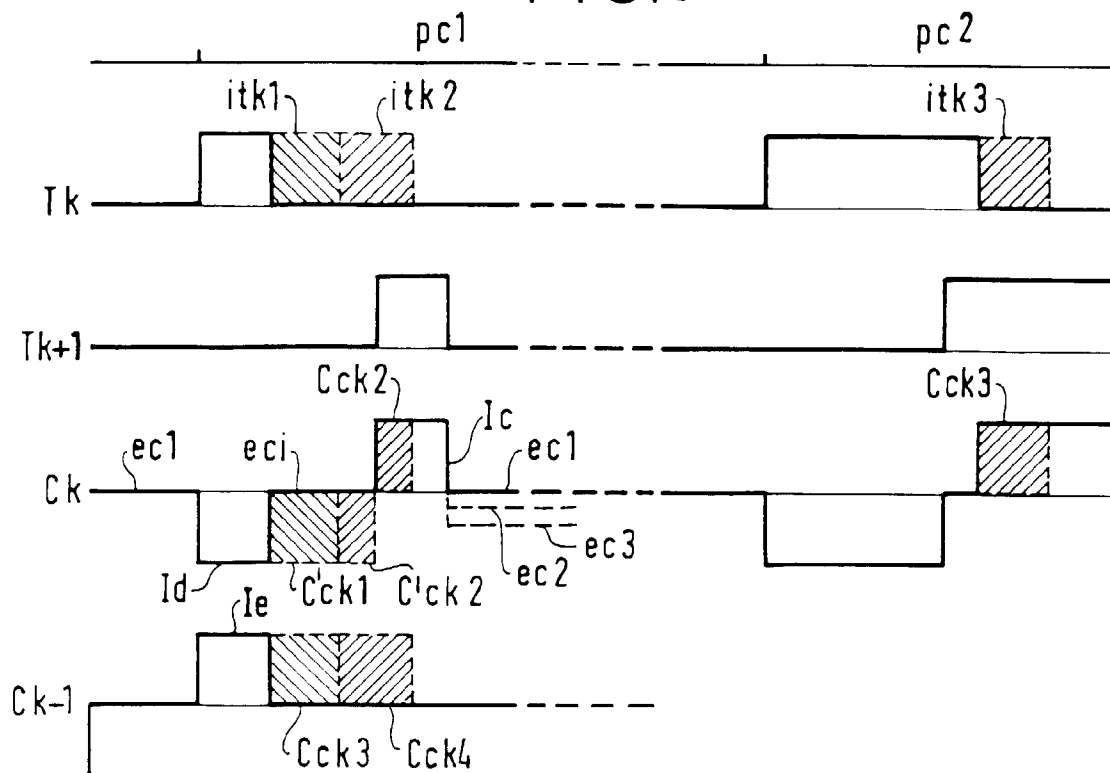 pc1 pc2
itk1 itk2 itk3
Tk
Tk+1
Cck2 Cck3
ec1 eci Ic ec1
Ck
ec3
ec2
Id C'ck1 C'ck2
Ie
Ck-1
Cck3 Cck4